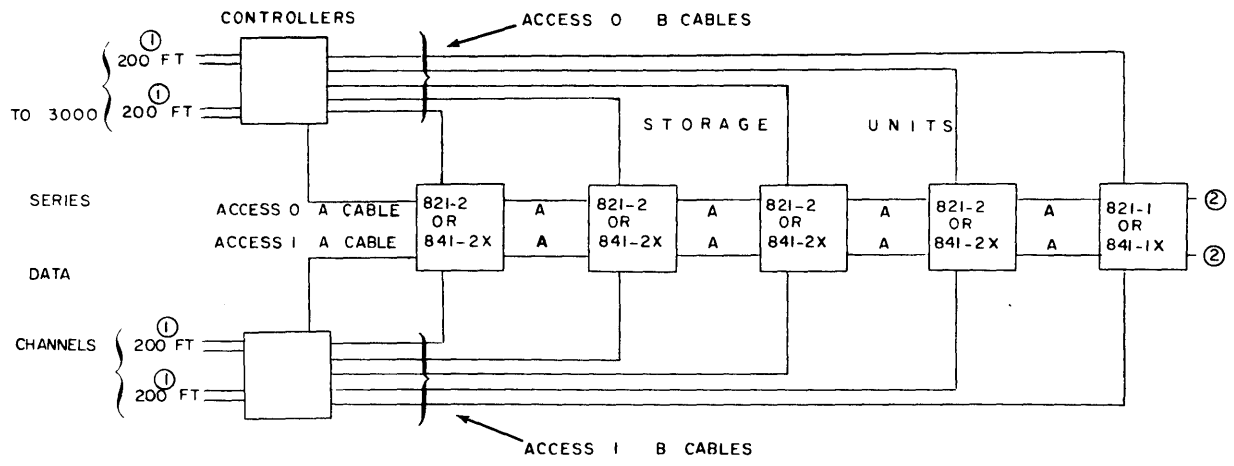 CONTROLLERS
ACCESS 0 B CABLES
① 200 FT
TO 3000
① 200 FT
STORAGE UNITS
SERIES
ACCESS 0 A CABLE
821-2 OR 841-2X
A
821-2 OR 841-2X
A
821-2 OR 841-2X
A
821-2 OR 841-2X
A
821-1 OR 841-1X
②
ACCESS 1 A CABLE
A
A
A
A
②
DATA
CHANNELS
① 200 FT
① 200 FT
ACCESS 1 B CABLES